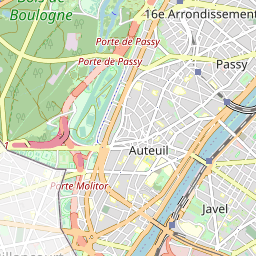 Bois de
Boulogne
16e Arrondissement
Porte de Passy
Porte de Passy
Passy
Auteuil
Porte Molitor
Javel